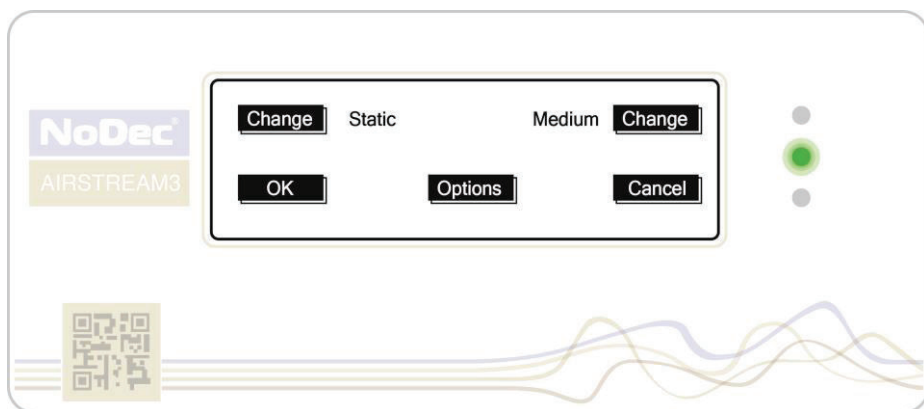 NoDec®
AIRSTREAM3
Change Static Medium Change
OK Options Cancel